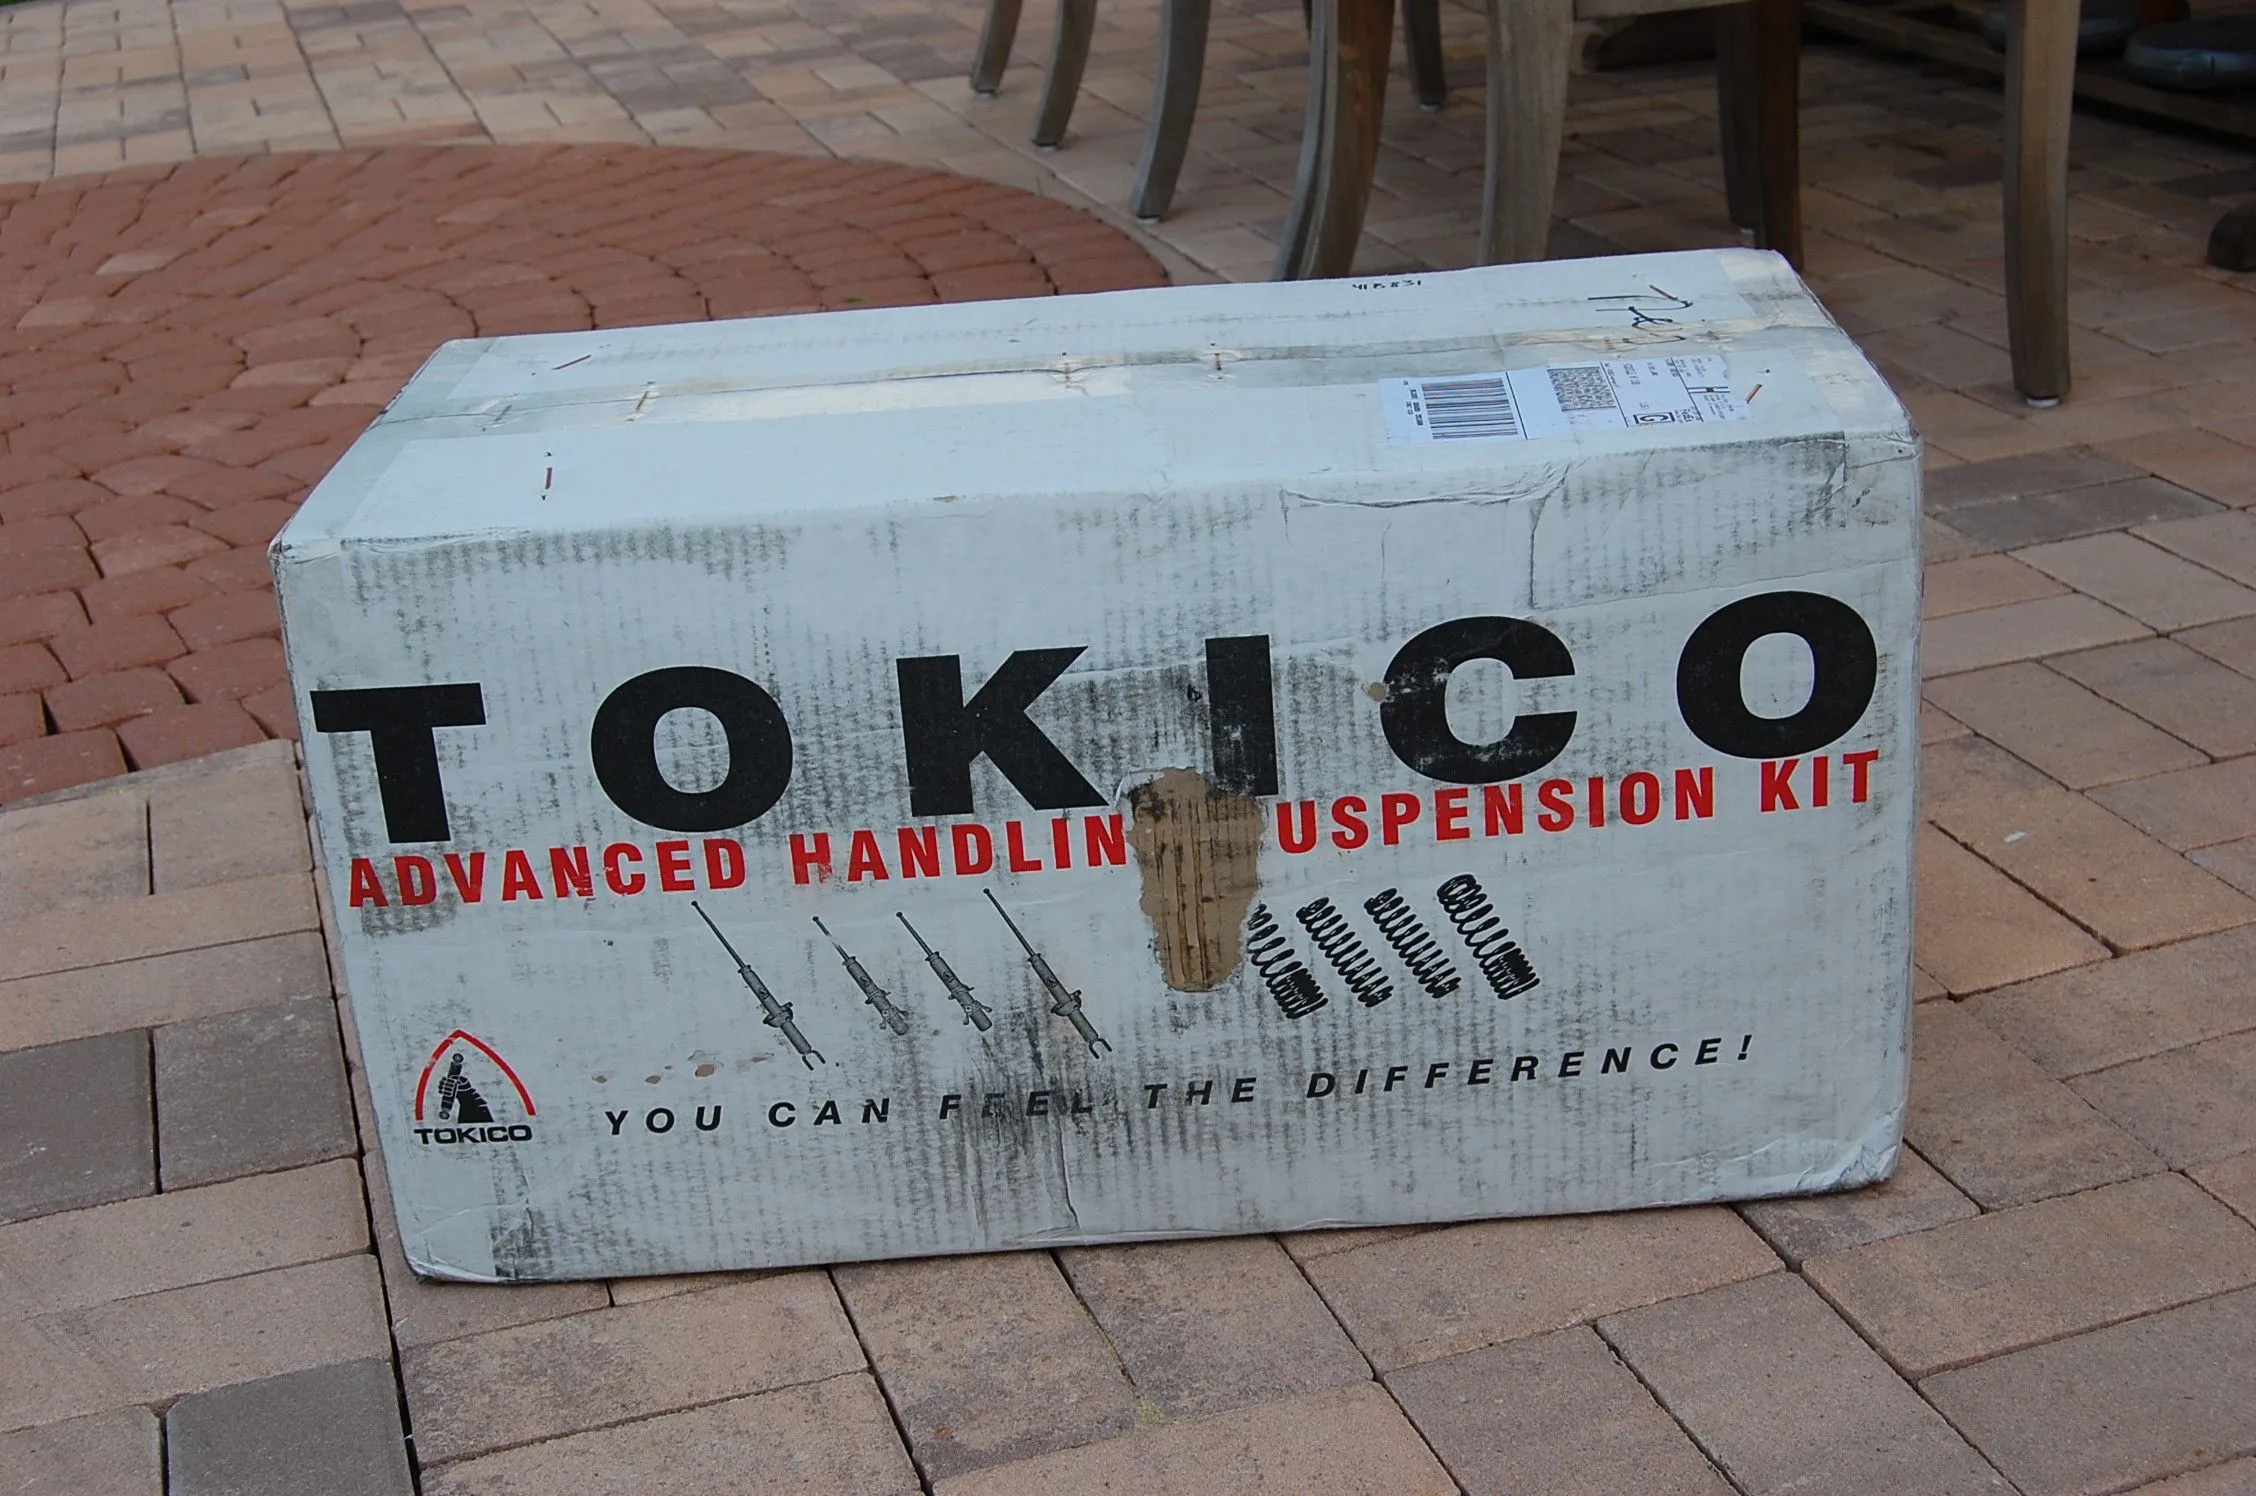 TOKICO
ADVANCED HANDLIN USPENSION KIT
TOKICO
YOU CAN FEEL THE DIFFERENCE!